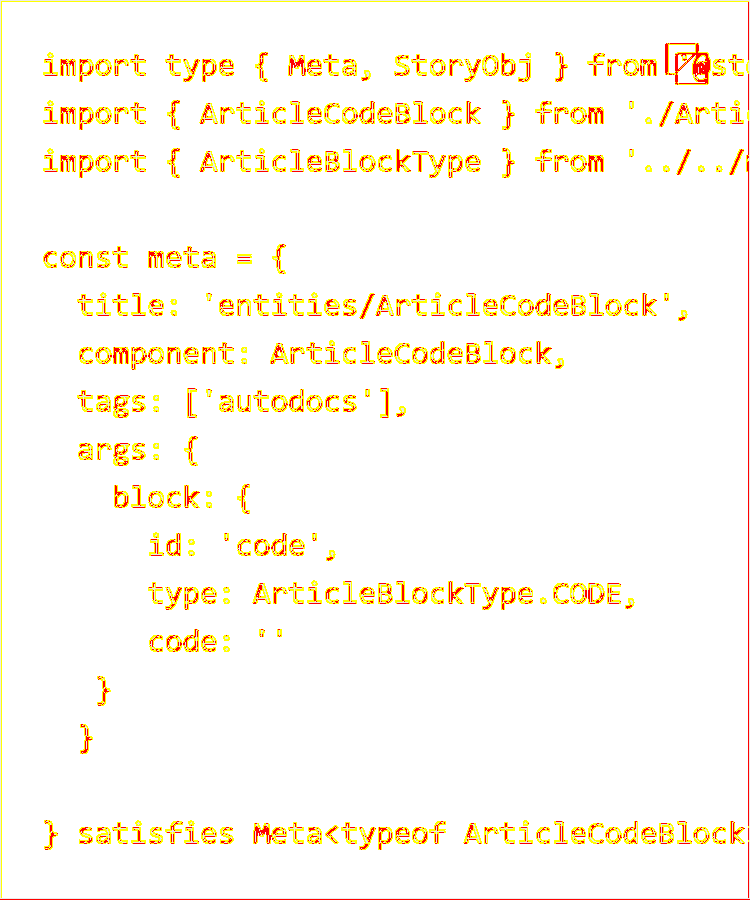 import type { Meta, StoryObj } from
import { ArticleCodeBlock } from './Arti
import { ArticleBlockType } from '../../

const meta = {
  title: 'entities/ArticleCodeBlock',
  component: ArticleCodeBlock,
  tags: ['autodocs'],
  args: {
    block: {
      id: 'code',
      type: ArticleBlockType.CODE,
      code: ''
   }
  }

} satisfies Meta<typeof ArticleCodeBlock